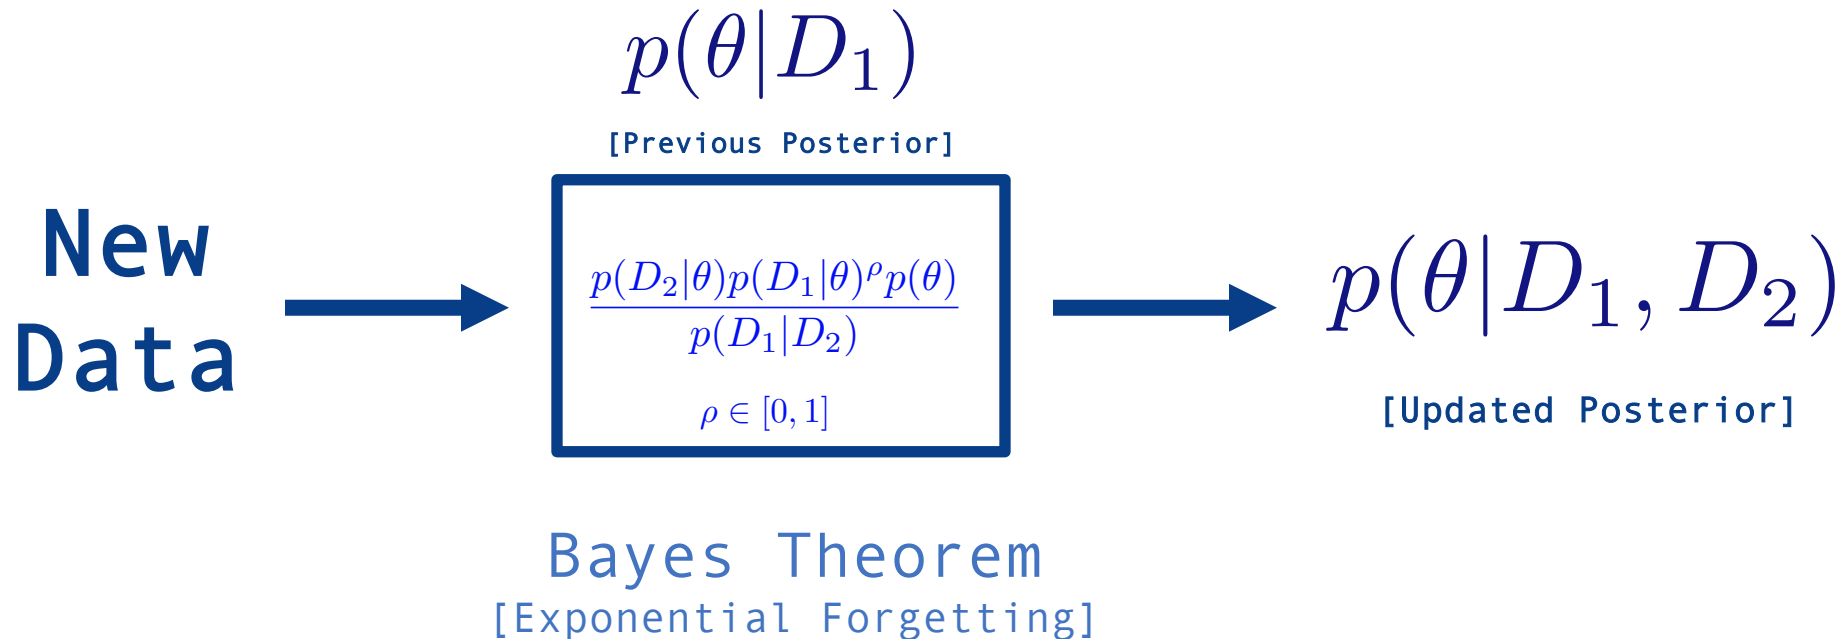 p(θ|D₁)
[Previous Posterior]
New
Data
p(D₂|θ)p(D₁|θ)^ρ p(θ)
p(D₁|D₂)
ρ ∈ [0, 1]
p(θ|D₁, D₂)
[Updated Posterior]
Bayes Theorem
[Exponential Forgetting]